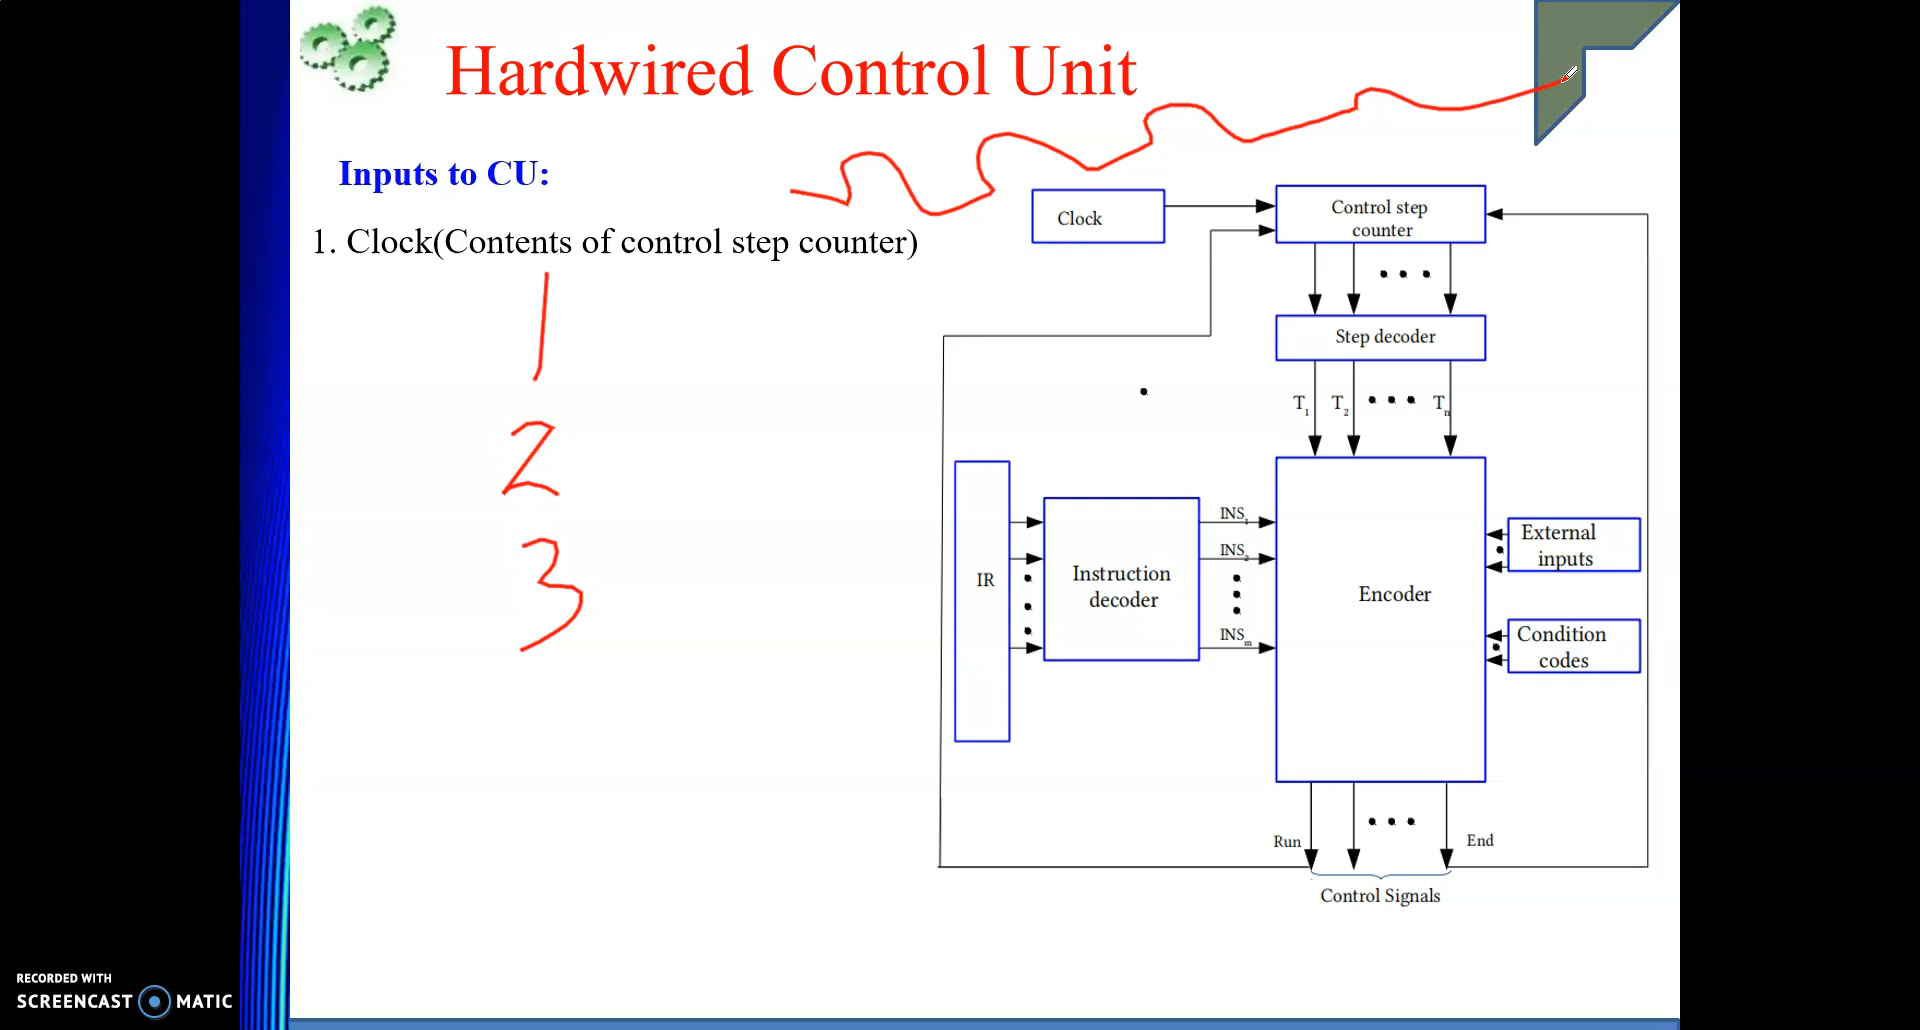 Hardwired Control Unit
Inputs to CU:
1. Clock(Contents of control step counter)
1
2
3
Clock
Control step
counter
Step decoder
T1 T2 Tn
IR
Instruction
decoder
INS1
INS2
INSm
Encoder
External
inputs
Condition
codes
Run
End
Control Signals
RECORDED WITH
SCREENCAST MATIC